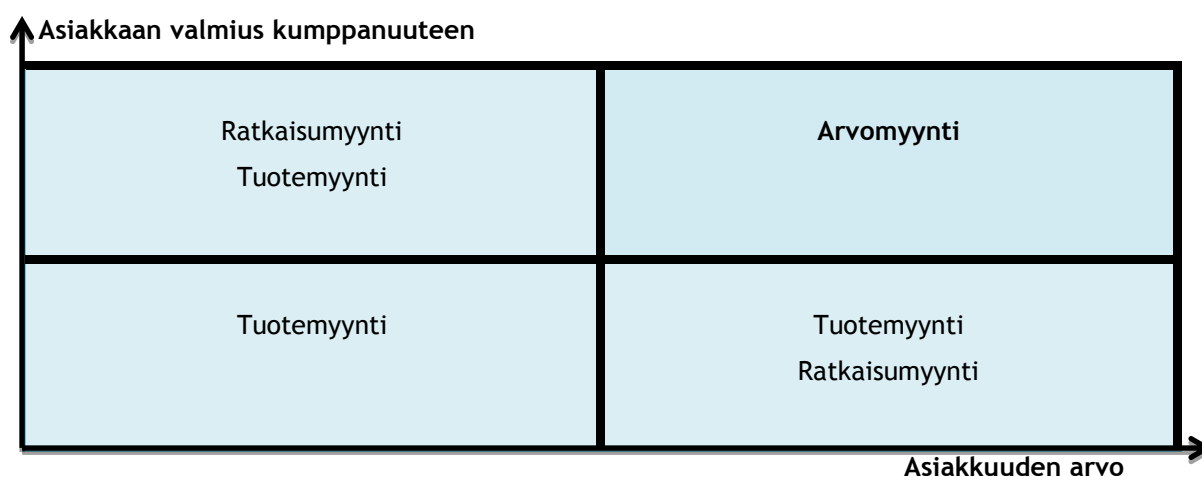 Asiakkaan valmius kumppanuuteen
Ratkaisumyynti
Tuotemyynti
Arvomyynti
Tuotemyynti
Tuotemyynti
Ratkaisumyynti
Asiakkuuden arvo